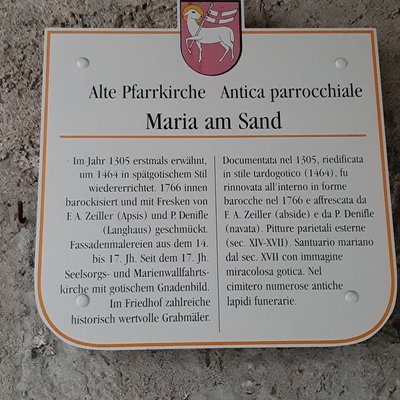 Alte Pfarrkirche Antica parrocchiale
Maria am Sand
Im Jahr 1305 erstmals erwähnt,
um 1464 in spätgotischem Stil
wiedererrichtet. 1766 innen
barockisiert und mit Fresken von
F. A. Zeiller (Apsis) und P. Denifle
(Langhaus) geschmückt.
Fassadenmalereien aus dem 14.
bis 17. Jh. Seit dem 17. Jh.
Seelsorgs- und Marienwallfahrts-
kirche mit gotischem Gnadenbild.
Im Friedhof zahlreiche
historisch wertvolle Grabmäler.
Documentata nel 1305, riedificata
in stile tardogotico (1464), fu
rinnovata all'interno in forme
barocche nel 1766 e affrescata da
F. A. Zeiller (abside) e da P. Denifle
(navata). Pitture parietali esterne
(sec. XIV-XVII). Santuario mariano
dal sec. XVII con immagine
miracolosa gotica. Nel
cimitero numerose antiche
lapidi funerarie.